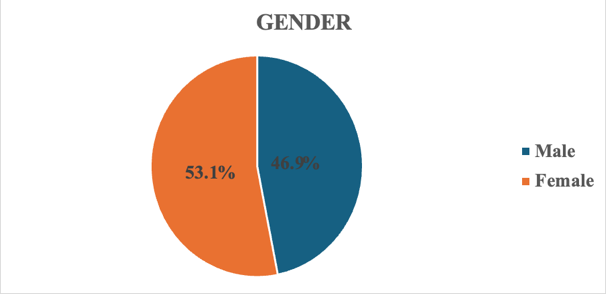 GENDER
46.9%
53.1%
Male
Female